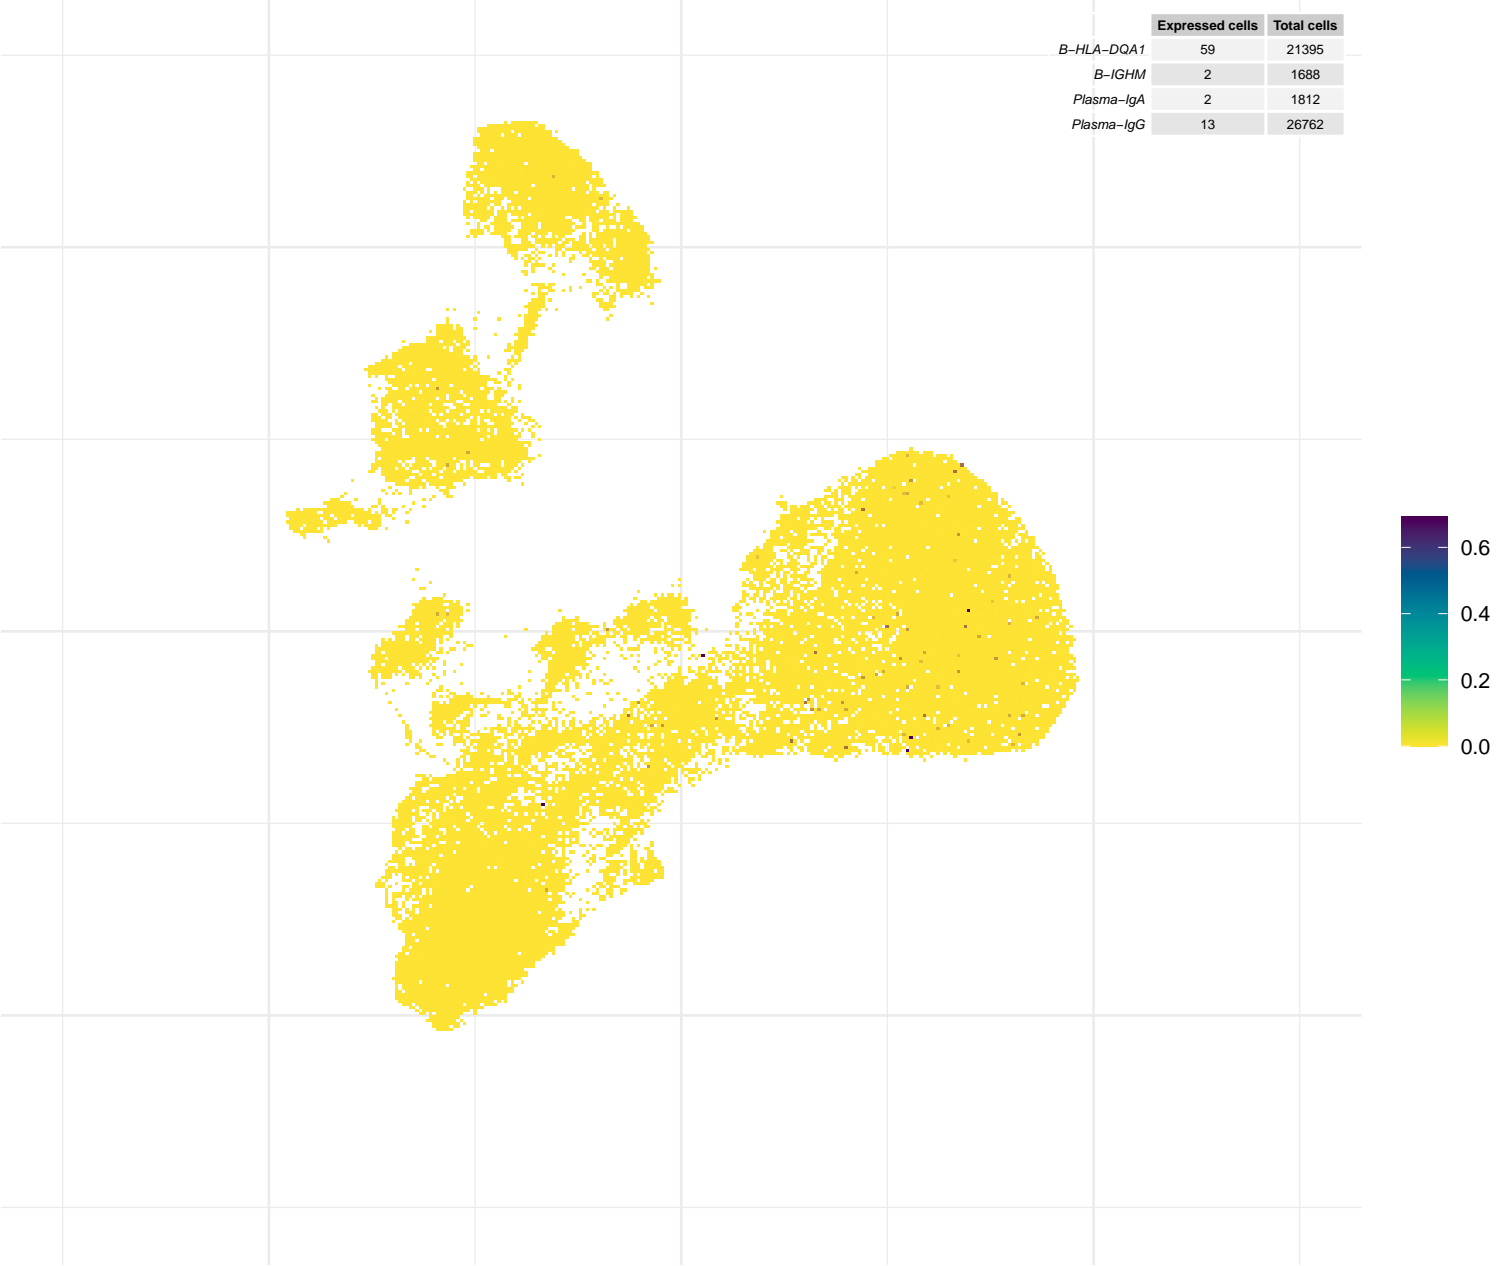 Expressed cells Total cells
B−HLA−DQA1 59 21395
B−IGHM 2 1688
Plasma−IgA 2 1812
Plasma−IgG 13 26762
0.6
0.4
0.2
0.0